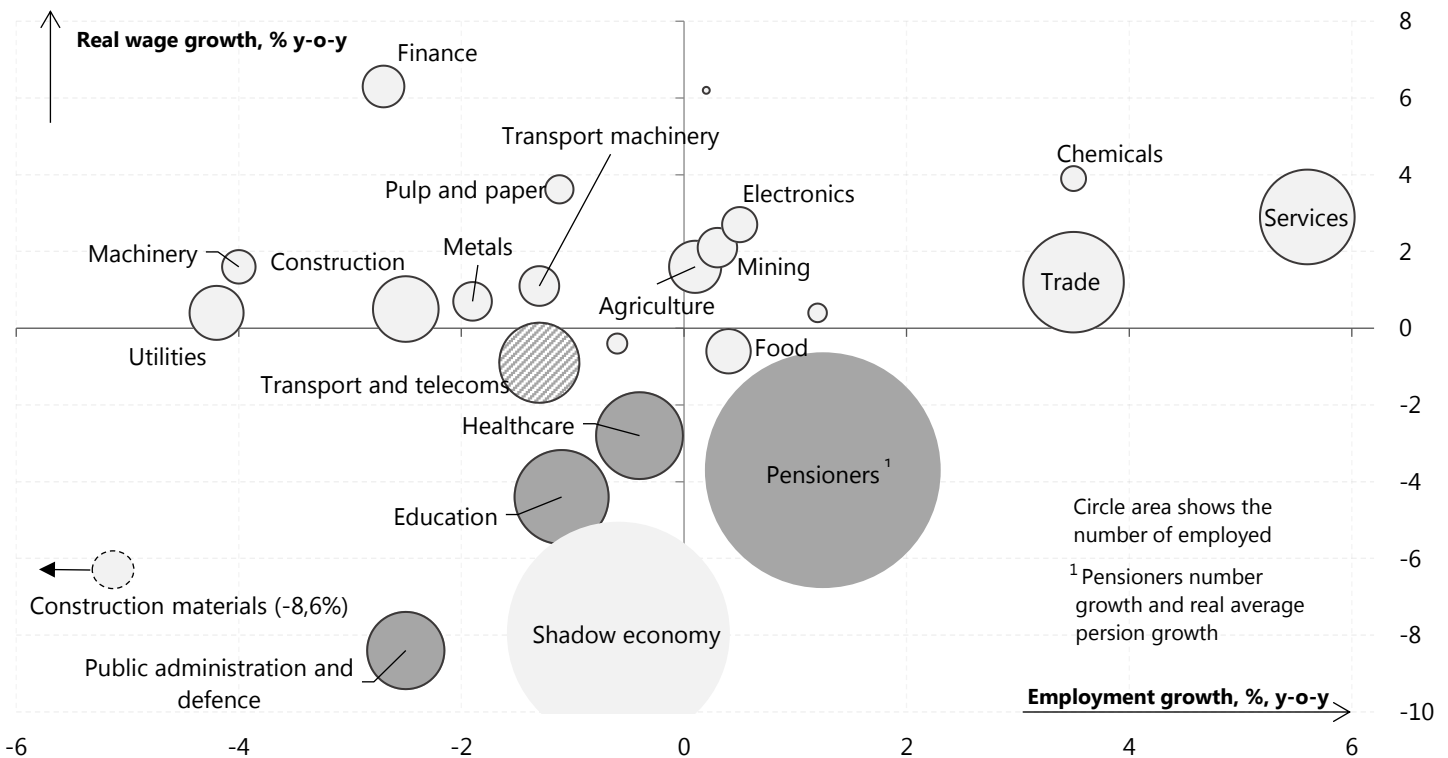 8
Real wage growth, % y-o-y
Finance
6
Transport machinery
Chemicals
4
Pulp and paper
Electronics
Services
Machinery
Metals
Construction
2
Mining
Trade
Agriculture
0
Utilities
Food
Transport and telecoms
-2
Healthcare
Pensioners 1
-4
Education
Circle area shows the
number of employed
-6
1 Pensioners number
growth and real average
persion growth
Construction materials (-8,6%)
Shadow economy
-8
Public administration and
defence
Employment growth, %, y-o-y
-10
-6 -4 -2 0 2 4 6